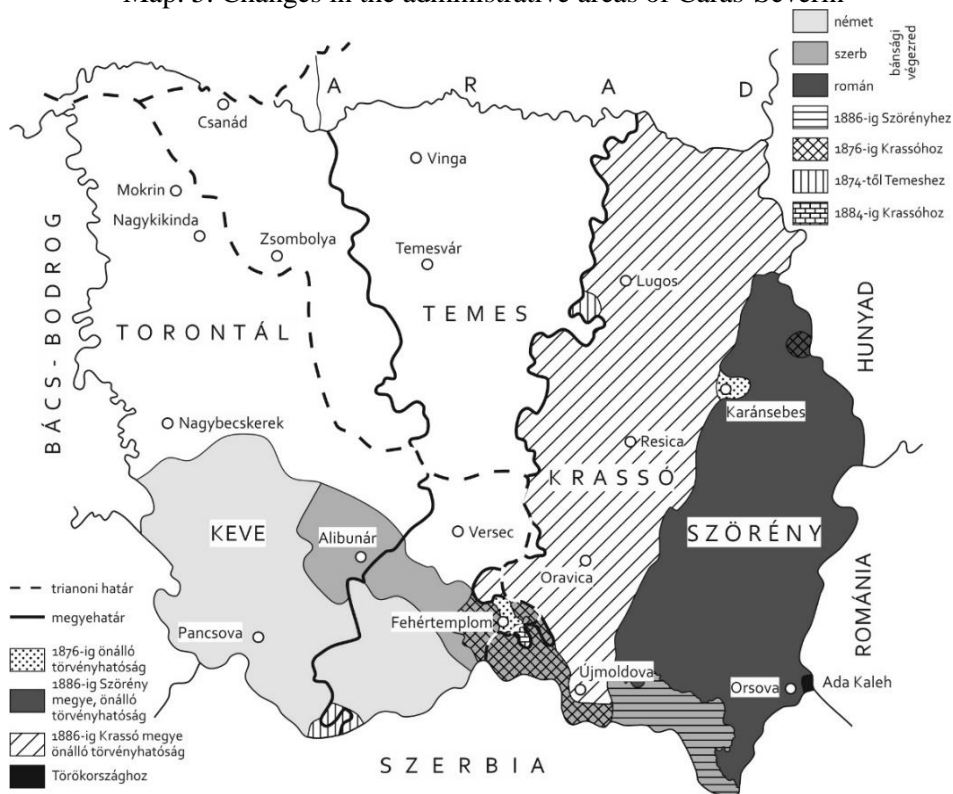 Map. 3. Changes in the administrative areas of Caraș-Severin
német
szerb
román
bánsági
végezred
1886-ig Szörényhez
1876-ig Krassóhoz
1874-től Temeshez
1884-ig Krassóhoz
A R A D
Csanád
Vinga
Mokrin
Nagykikinda
Zsombolya
Temesvár
Lugos
BÁCS-BODROG
TORONTÁL
TEMES
HUNYAD
Karánsebes
Nagybecskerek
Resica
KRASSÓ
KEVE
Alibunár
Versec
SZÖRÉNY
Oravica
ROMÁNIA
Fehértemplom
Pancsova
Újmoldova
Orsova
Ada Kaleh
SZERBIA
trianoni határ
megyehatár
1876-ig önálló
törvényhatóság
1886-ig Szörény
megye, önálló
törvényhatóság
1886-ig Krassó megye
önálló törvényhatóság
Törökországhoz